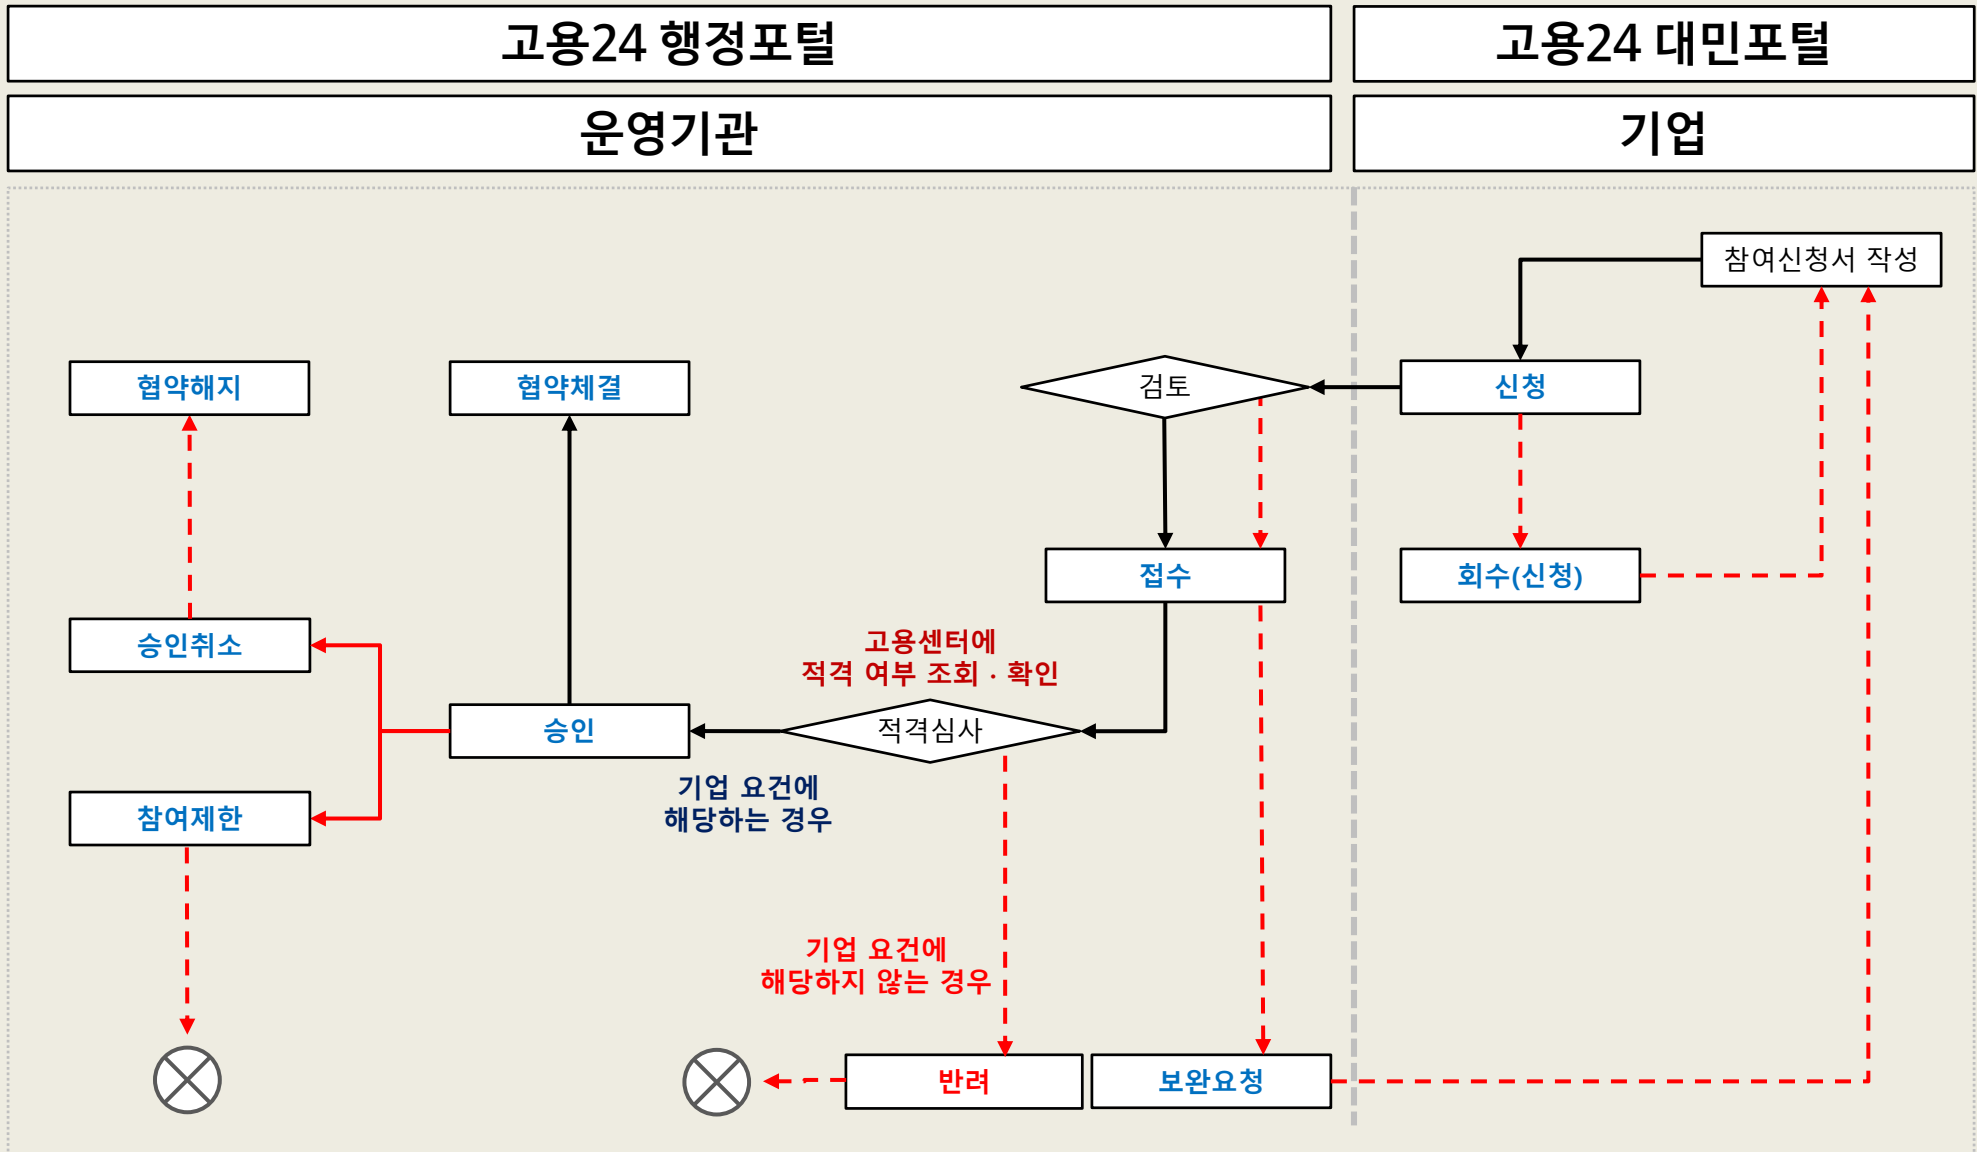 고용24 행정포털
고용24 대민포털
운영기관
기업
참여신청서 작성
협약해지
협약체결
검토
신청
접수
회수(신청)
고용센터에
적격 여부 조회 · 확인
승인취소
승인
적격심사
기업 요건에
해당하는 경우
참여제한
기업 요건에
해당하지 않는 경우
반려
보완요청